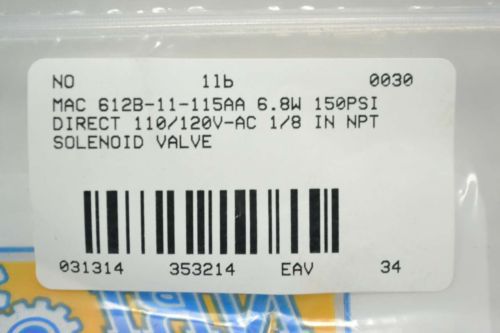 NO 11b 0030
MAC 612B-11-115AA 6.8W 150PSI
DIRECT 110/120V-AC 1/8 IN NPT
SOLENOID VALVE
031314 353214 EAV 34